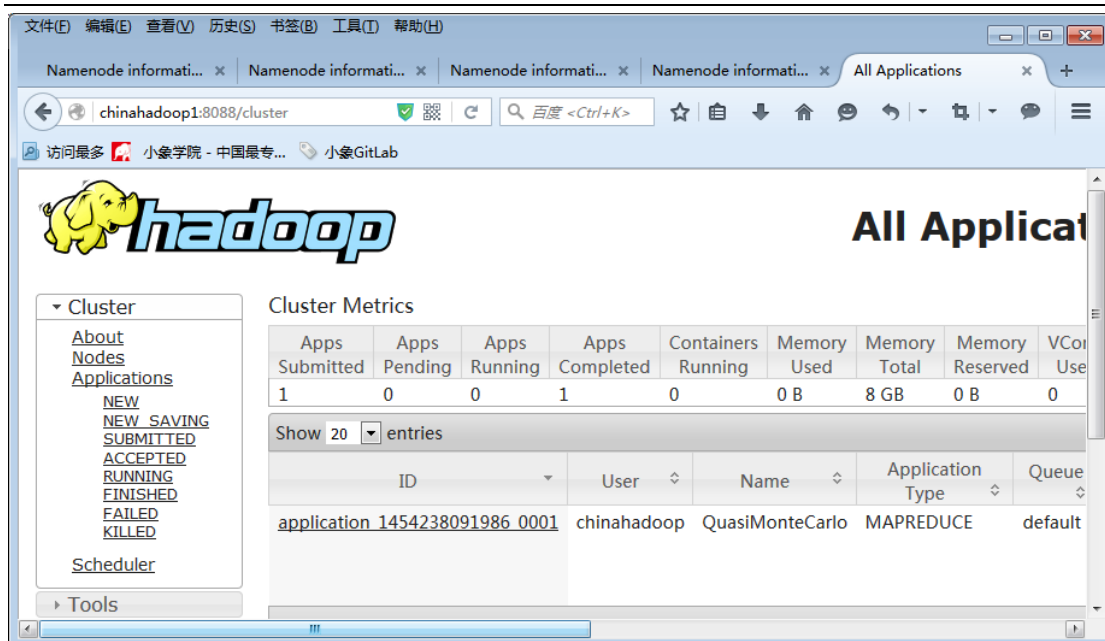 文件(F) 编辑(E) 查看(V) 历史(S) 书签(B) 工具(T) 帮助(H)
Namenode informati... Namenode informati... Namenode informati... Namenode informati... All Applications
chinahadoop1:8088/cluster 百度 <Ctrl+K>
访问最多 小象学院 - 中国最专... 小象GitLab
hadoop All Applicat
Cluster
About
Nodes
Applications
NEW
NEW_SAVING
SUBMITTED
ACCEPTED
RUNNING
FINISHED
FAILED
KILLED
Scheduler
Tools
Cluster Metrics
Apps Apps Apps Apps Containers Memory Memory Memory VCor
Submitted Pending Running Completed Running Used Total Reserved Use
1 0 0 1 0 0 B 8 GB 0 B 0
Show 20 entries
ID User Name Application Type Queue
application_1454238091986_0001 chinahadoop QuasiMonteCarlo MAPREDUCE default